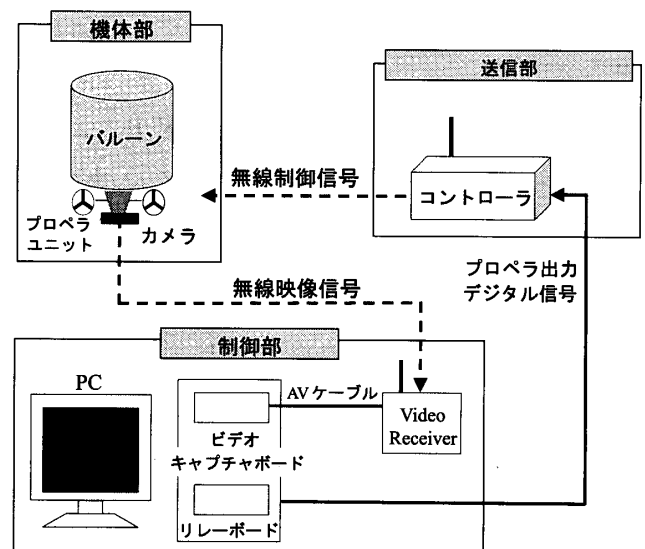 機体部
バルーン
プロペラ
ユニット
カメラ
送信部
コントローラ
無線制御信号
プロペラ出力
デジタル信号
無線映像信号
制御部
PC
AVケーブル
ビデオ
キャプチャボード
Video
Receiver
リレーボード